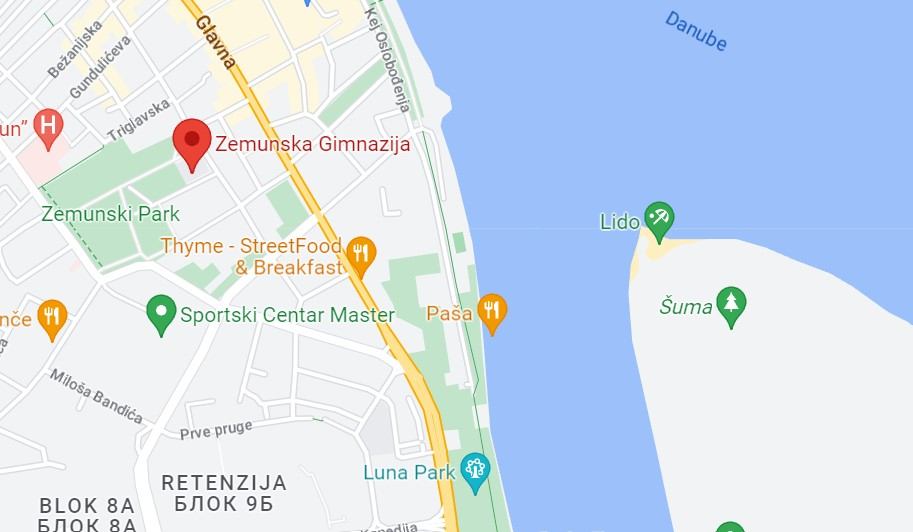 Danube
Glavna
Kej Oslobođenja
Bežanijska
Gundulićeva
Triglavska
un”
H
Zemunska Gimnazija
Zemunski Park
Lido
Thyme - StreetFood
& Breakfast
Šuma
Paša
Sportski Centar Master
nče
Miloša Bandića
Prve pruge
Luna Park
RETENZIJA
БЛОК 9Б
BLOK 8A
БЛОК 8А